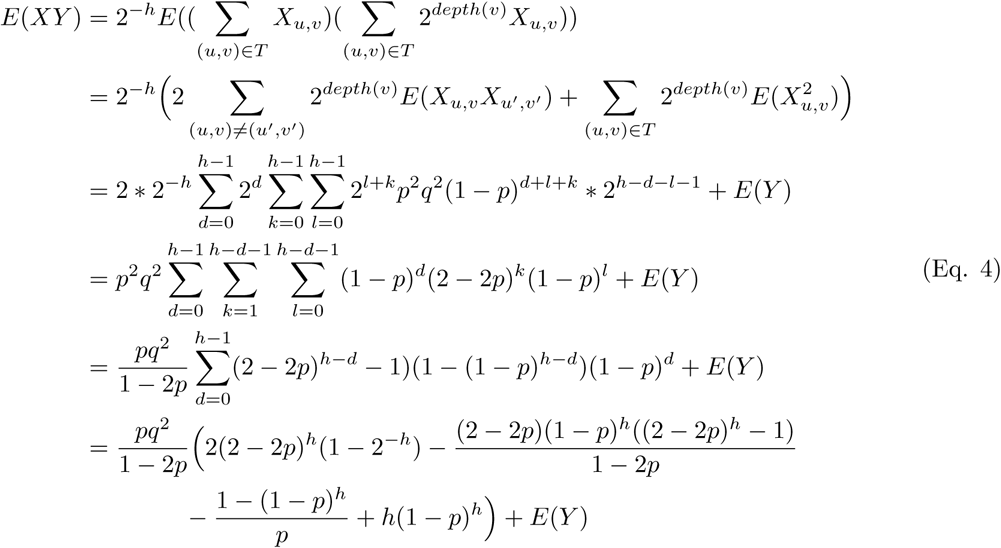 E(XY) = 2^{-h} E((\sum_{(u,v)\in T} X_{u,v})(\sum_{(u,v)\in T} 2^{depth(v)} X_{u,v}))
= 2^{-h} \Big( 2 \sum_{(u,v)\neq(u',v')} 2^{depth(v)} E(X_{u,v} X_{u',v'}) + \sum_{(u,v)\in T} 2^{depth(v)} E(X_{u,v}^2) \Big)
= 2 * 2^{-h} \sum_{d=0}^{h-1} 2^d \sum_{k=0}^{h-1} \sum_{l=0}^{h-1} 2^{l+k} p^2 q^2 (1-p)^{d+l+k} * 2^{h-d-l-1} + E(Y)
= p^2 q^2 \sum_{d=0}^{h-1} \sum_{k=1}^{h-d-1} \sum_{l=0}^{h-d-1} (1-p)^d (2-2p)^k (1-p)^l + E(Y) (Eq. 4)
= \frac{pq^2}{1-2p} \sum_{d=0}^{h-1} (2-2p)^{h-d} - 1)(1-(1-p)^{h-d})(1-p)^d + E(Y)
= \frac{pq^2}{1-2p} \Big( 2(2-2p)^h (1-2^{-h}) - \frac{(2-2p)(1-p)^h((2-2p)^h-1)}{1-2p}
- \frac{1-(1-p)^h}{p} + h(1-p)^h \Big) + E(Y)